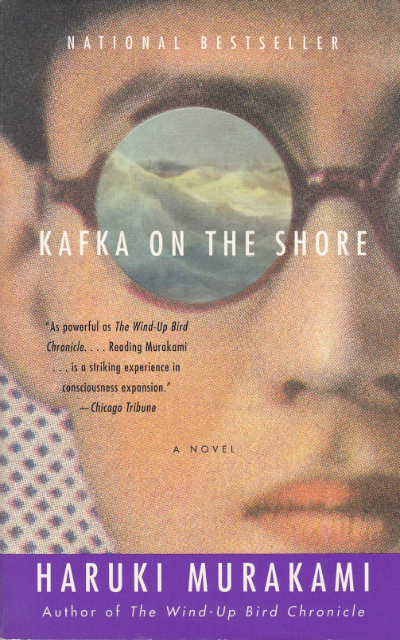 NATIONAL BESTSELLER
KAFKA ON THE SHORE
"As powerful as The Wind-Up Bird
Chronicle. . . . Reading Murakami
. . . is a striking experience in
consciousness expansion."
—Chicago Tribune
A NOVEL
HARUKI MURAKAMI
Author of The Wind-Up Bird Chronicle